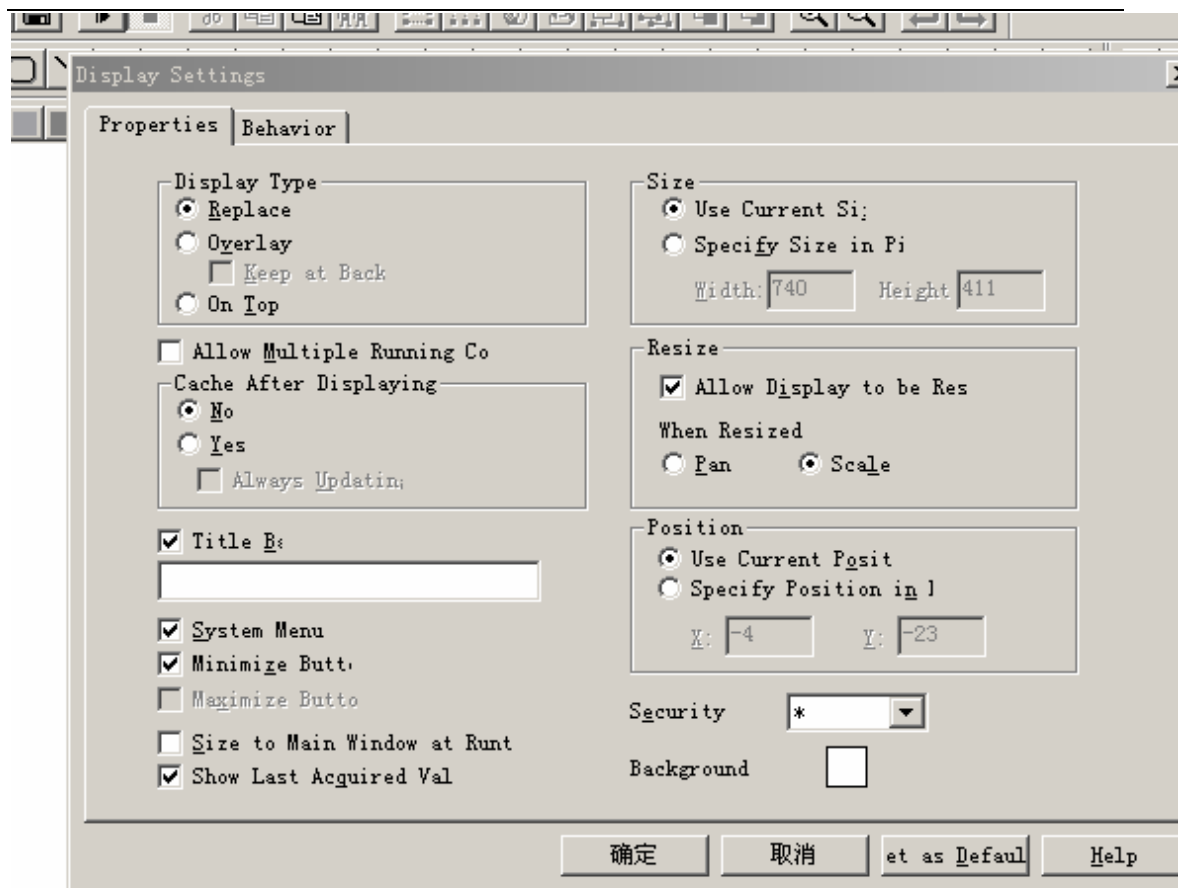 Display Settings
Properties
Behavior
Display Type
Replace
Overlay
Keep at Back
On Top
Allow Multiple Running Co
Cache After Displaying
No
Yes
Always Updatin
Title B
System Menu
Minimize Butt
Maximize Butto
Size to Main Window at Runt
Show Last Acquired Val
Size
Use Current Si
Specify Size in Pi
Width: 740 Height 411
Resize
Allow Display to be Res
When Resized
Pan Scale
Position
Use Current Posit
Specify Position in
X: -4 Y: -23
Security *
Background
确定 取消 et as Defaul Help